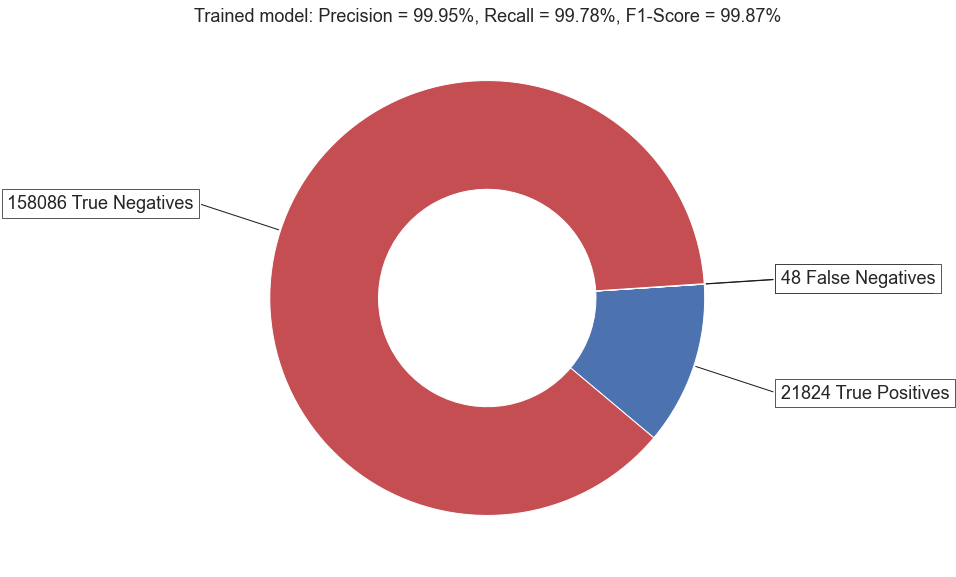 Trained model: Precision = 99.95%, Recall = 99.78%, F1-Score = 99.87%
158086 True Negatives
48 False Negatives
21824 True Positives